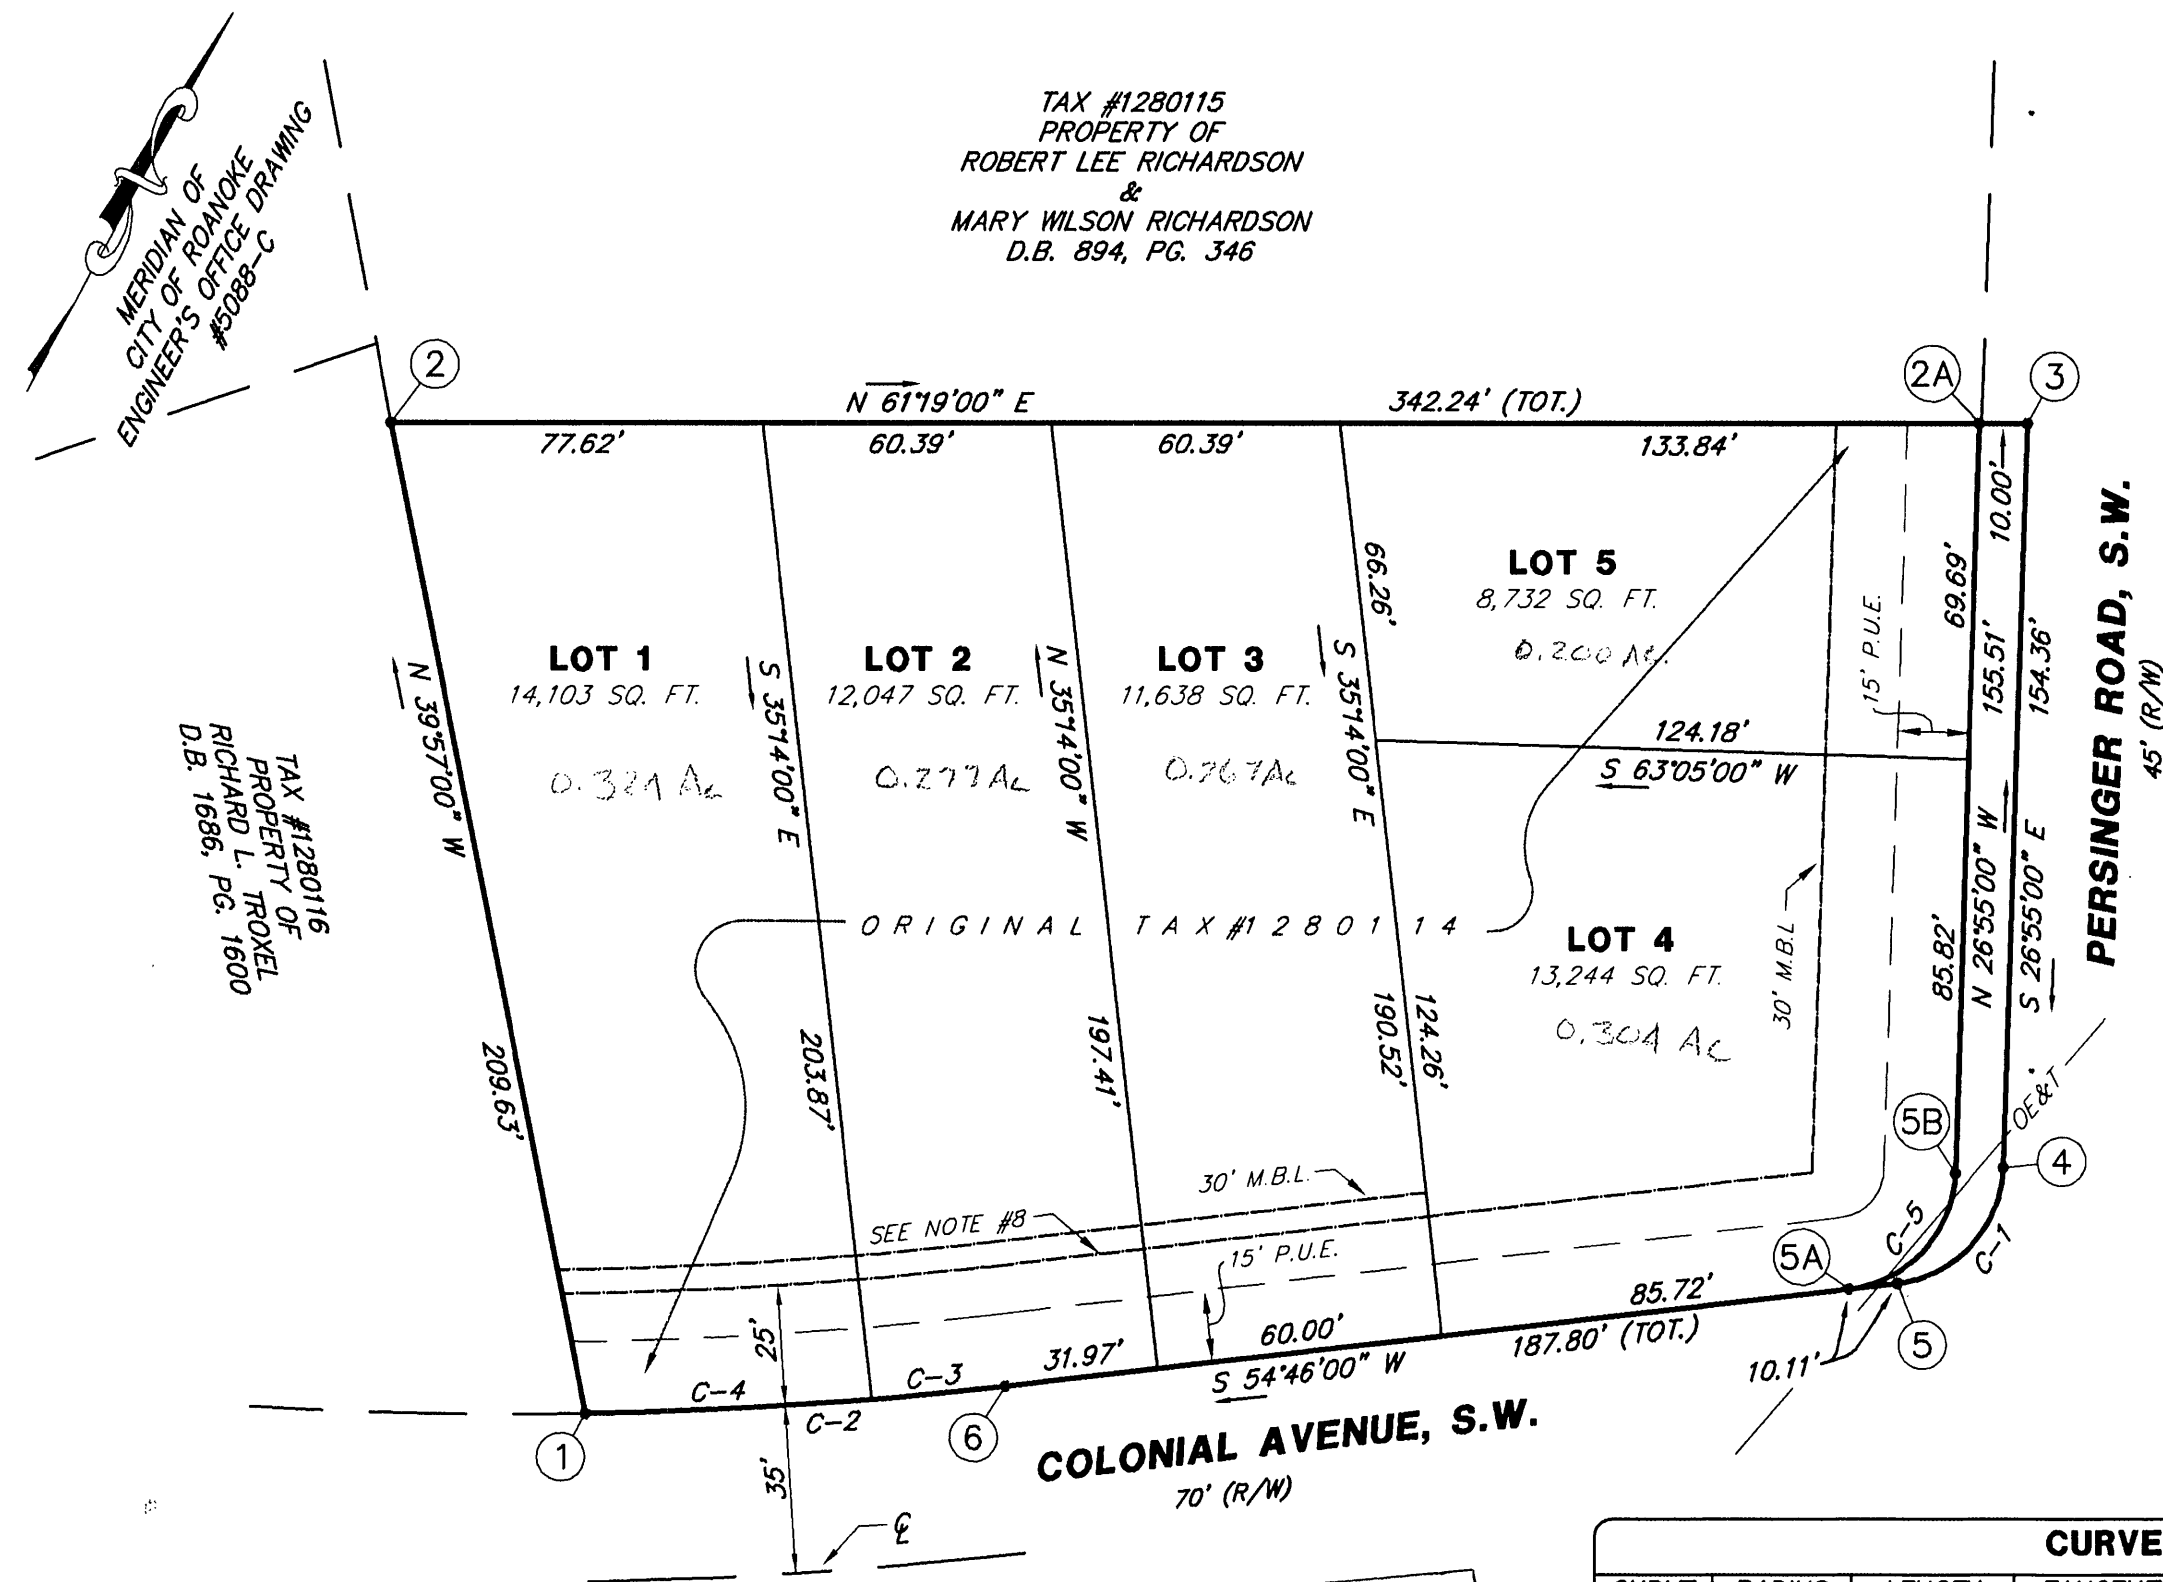 MERIDIAN OF
CITY OF ROANOKE
ENGINEER'S OFFICE DRAWING
#5088-C
TAX #1280115
PROPERTY OF
ROBERT LEE RICHARDSON
&
MARY WILSON RICHARDSON
D.B. 894, PG. 346
2
2A
3
N 61°19'00" E
342.24' (TOT.)
77.62'
60.39'
60.39'
133.84'
10.00'
LOT 5
8,732 SQ. FT.
0.200 Ac.
66.26'
69.69'
15' P.U.E.
155.51'
154.36'
PERSINGER ROAD, S.W.
45' (R/W)
LOT 1
14,103 SQ. FT.
0.324 Ac
LOT 2
12,047 SQ. FT.
0.277 Ac
LOT 3
11,638 SQ. FT.
0.267 Ac
N 39°57'00" W
S 35°14'00" E
N 35°14'00" W
S 35°14'00" E
124.18'
S 63°05'00" W
TAX #1280116
PROPERTY OF
RICHARD L. TROXEL
D.B. 1686, PG. 1600
ORIGINAL TAX #1280114
LOT 4
13,244 SQ. FT.
0.304 Ac
30' M.B.L
85.82'
N 26°55'00" W
S 26°55'00" E
209.63'
203.87'
197.41'
190.52'
124.26'
OE&T
5B
4
30' M.B.L.
SEE NOTE #8
15' P.U.E.
C-5
C-1
5A
5
85.72'
187.80' (TOT.)
10.11'
25'
60.00'
31.97'
S 54°46'00" W
C-4
C-3
C-2
1
6
35'
COLONIAL AVENUE, S.W.
70' (R/W)
CURVE